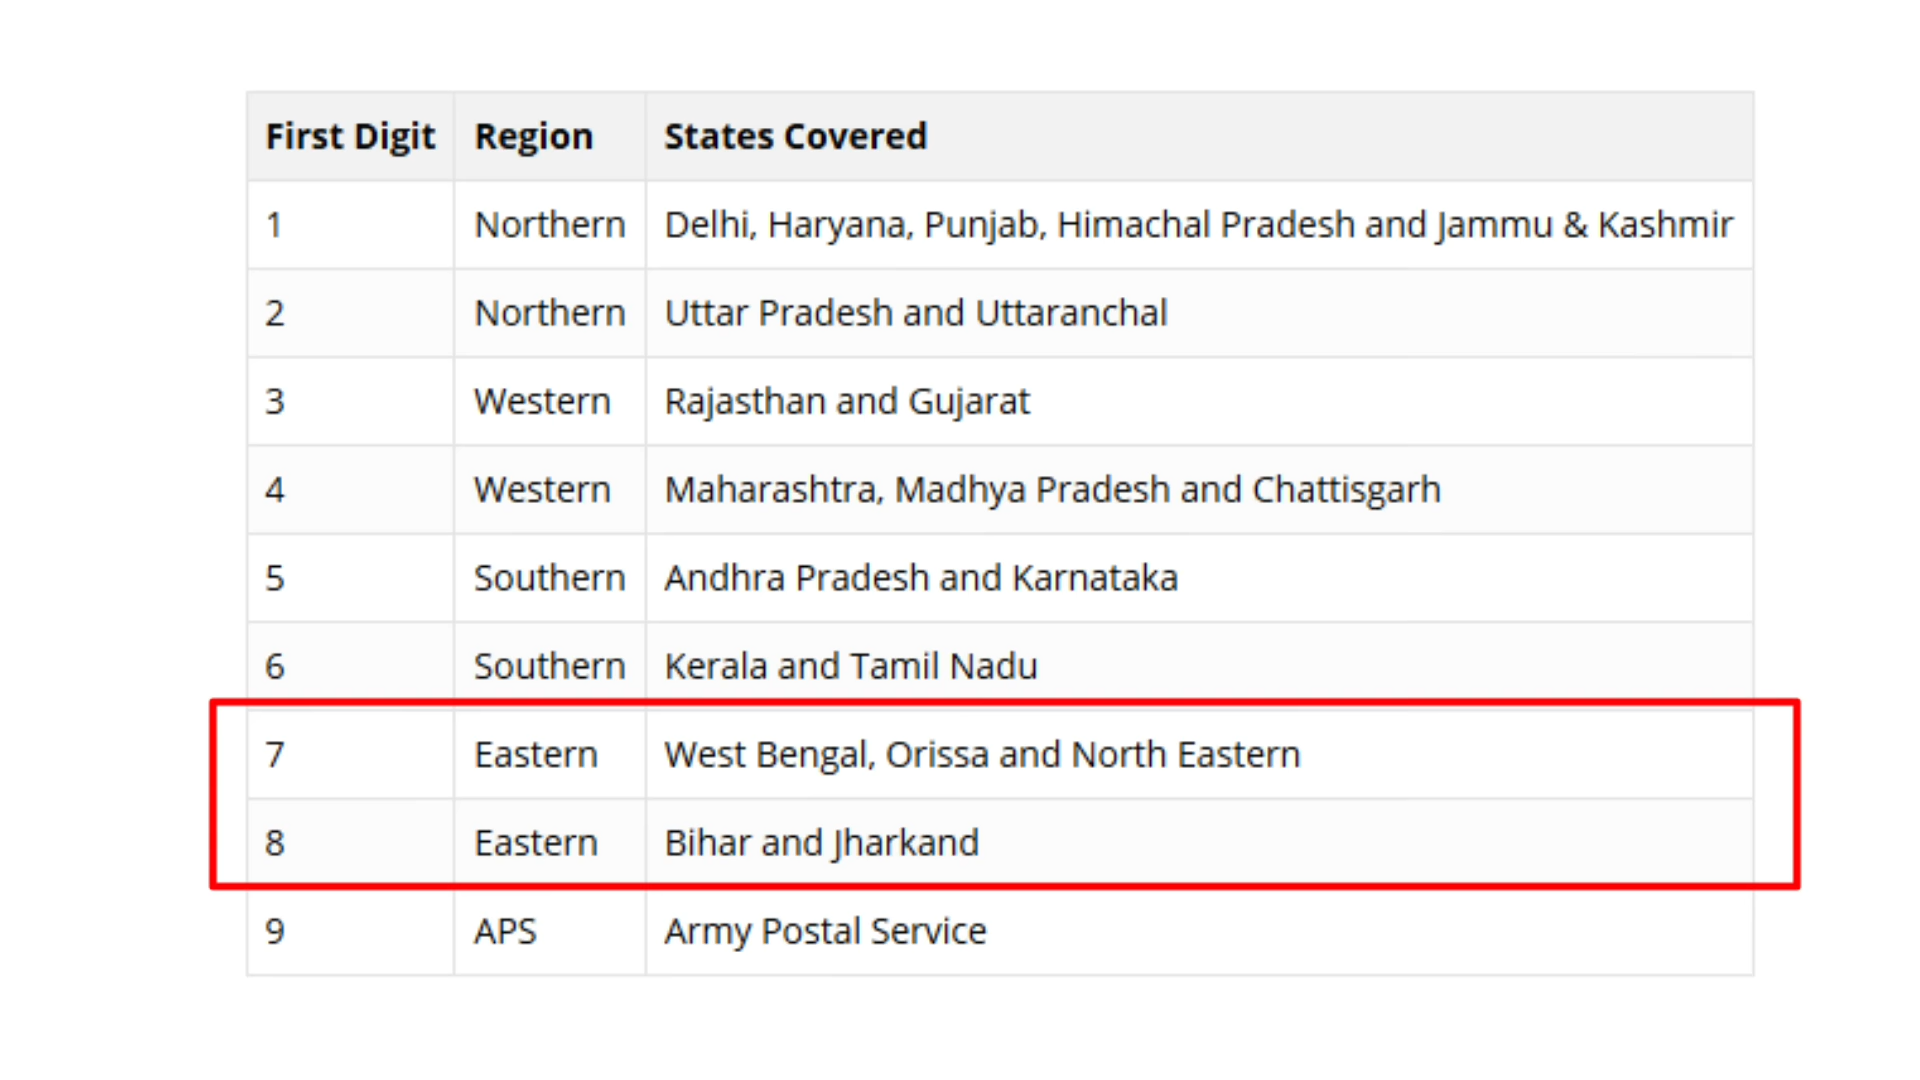 First Digit Region States Covered
1 Northern Delhi, Haryana, Punjab, Himachal Pradesh and Jammu & Kashmir
2 Northern Uttar Pradesh and Uttaranchal
3 Western Rajasthan and Gujarat
4 Western Maharashtra, Madhya Pradesh and Chattisgarh
5 Southern Andhra Pradesh and Karnataka
6 Southern Kerala and Tamil Nadu
7 Eastern West Bengal, Orissa and North Eastern
8 Eastern Bihar and Jharkand
9 APS Army Postal Service